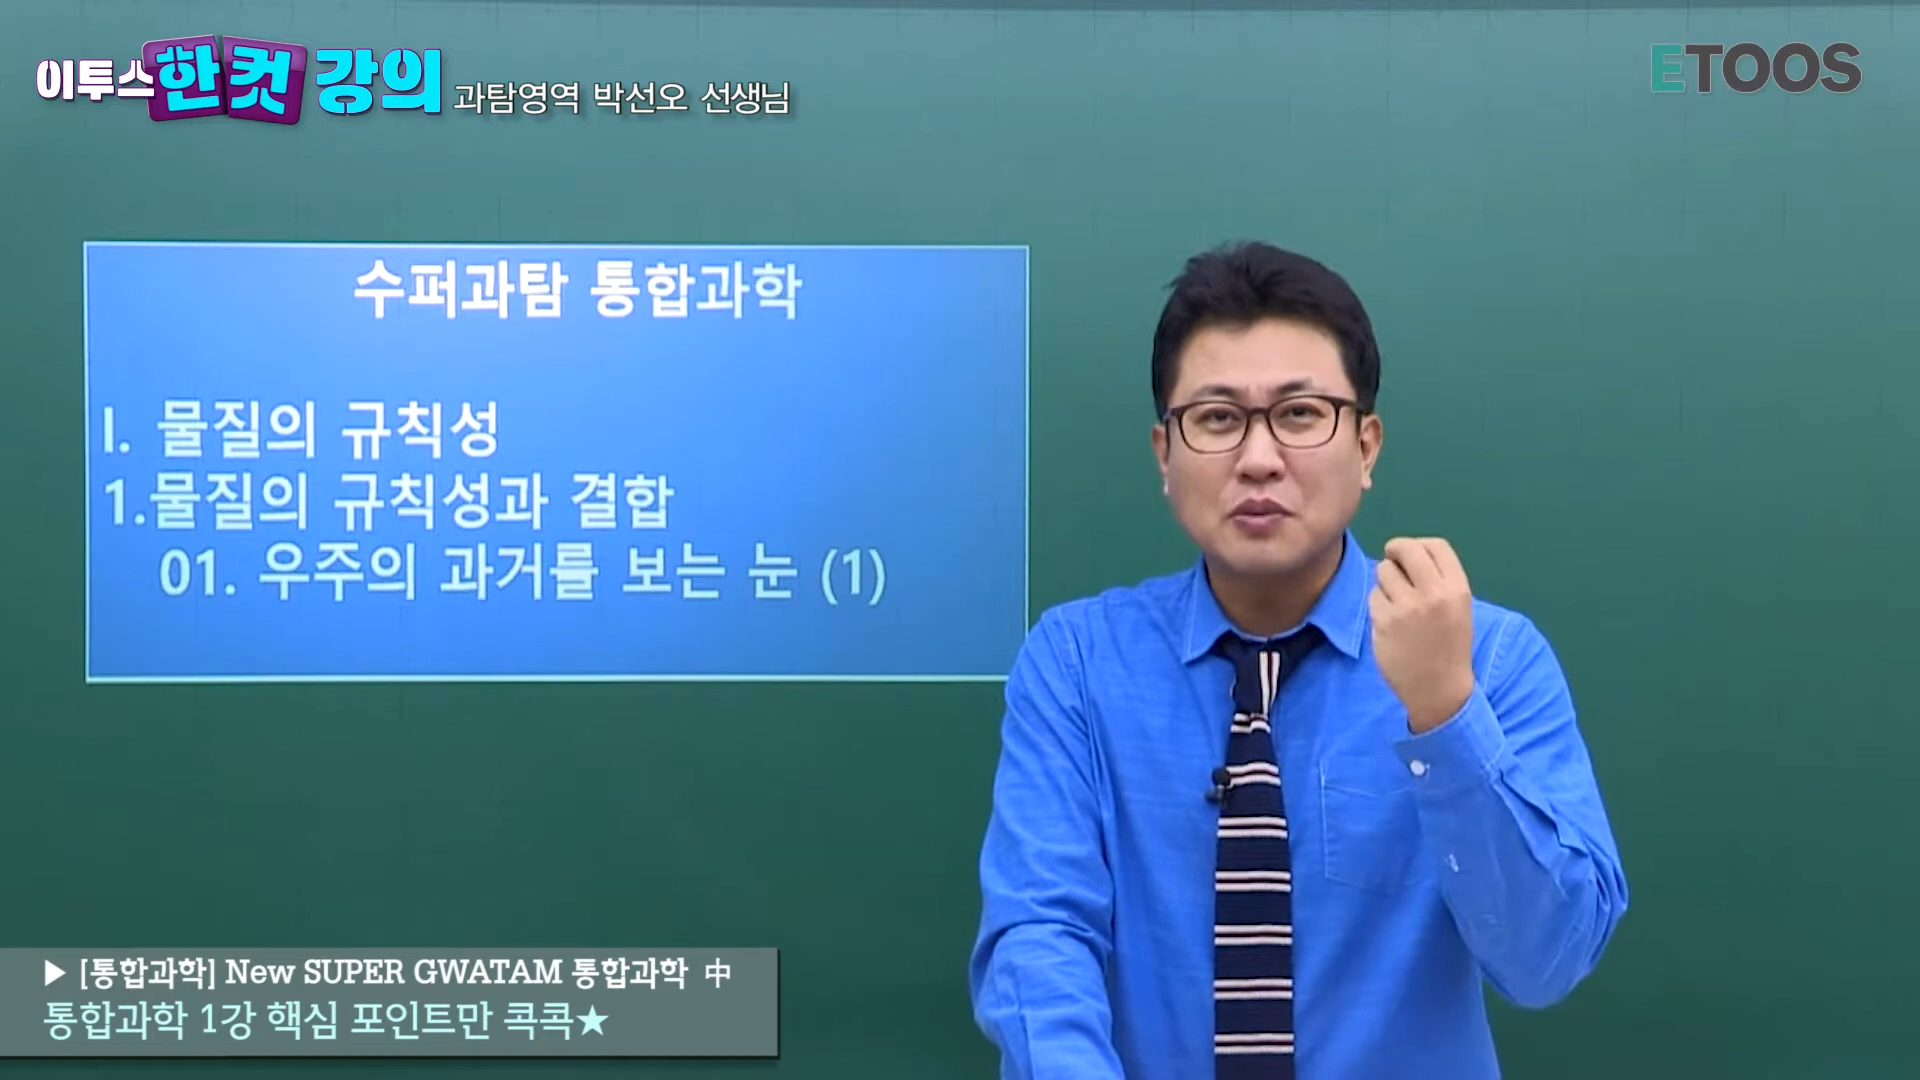 이투스한컷 강의 과탐영역 박선오 선생님
ETOOS
수퍼과탐 통합과학
I. 물질의 규칙성
1.물질의 규칙성과 결합
01. 우주의 과거를 보는 눈 (1)
▶ [통합과학] New SUPER GWATAM 통합과학 中
통합과학 1강 핵심 포인트만 콕콕★